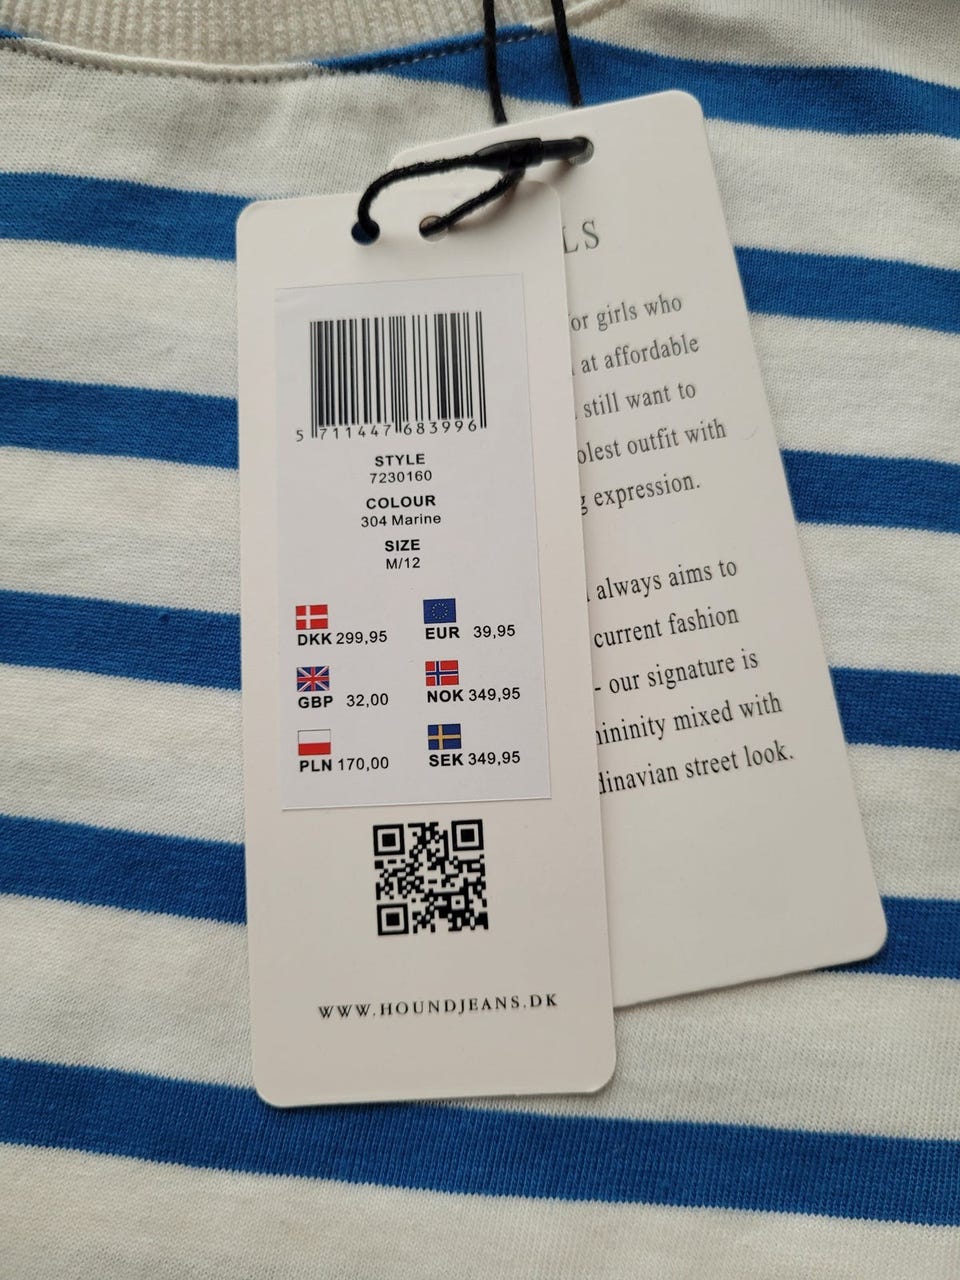 5 711447 683996
STYLE
7230160
COLOUR
304 Marine
SIZE
M/12
DKK 299,95
EUR 39,95
GBP 32,00
NOK 349,95
PLN 170,00
SEK 349,95
WWW.HOUNDJEANS.DK
LS
or girls who
at affordable
still want to
olest outfit with
expression.
always aims to
current fashion
- our signature is
mininity mixed with
dinavian street look.